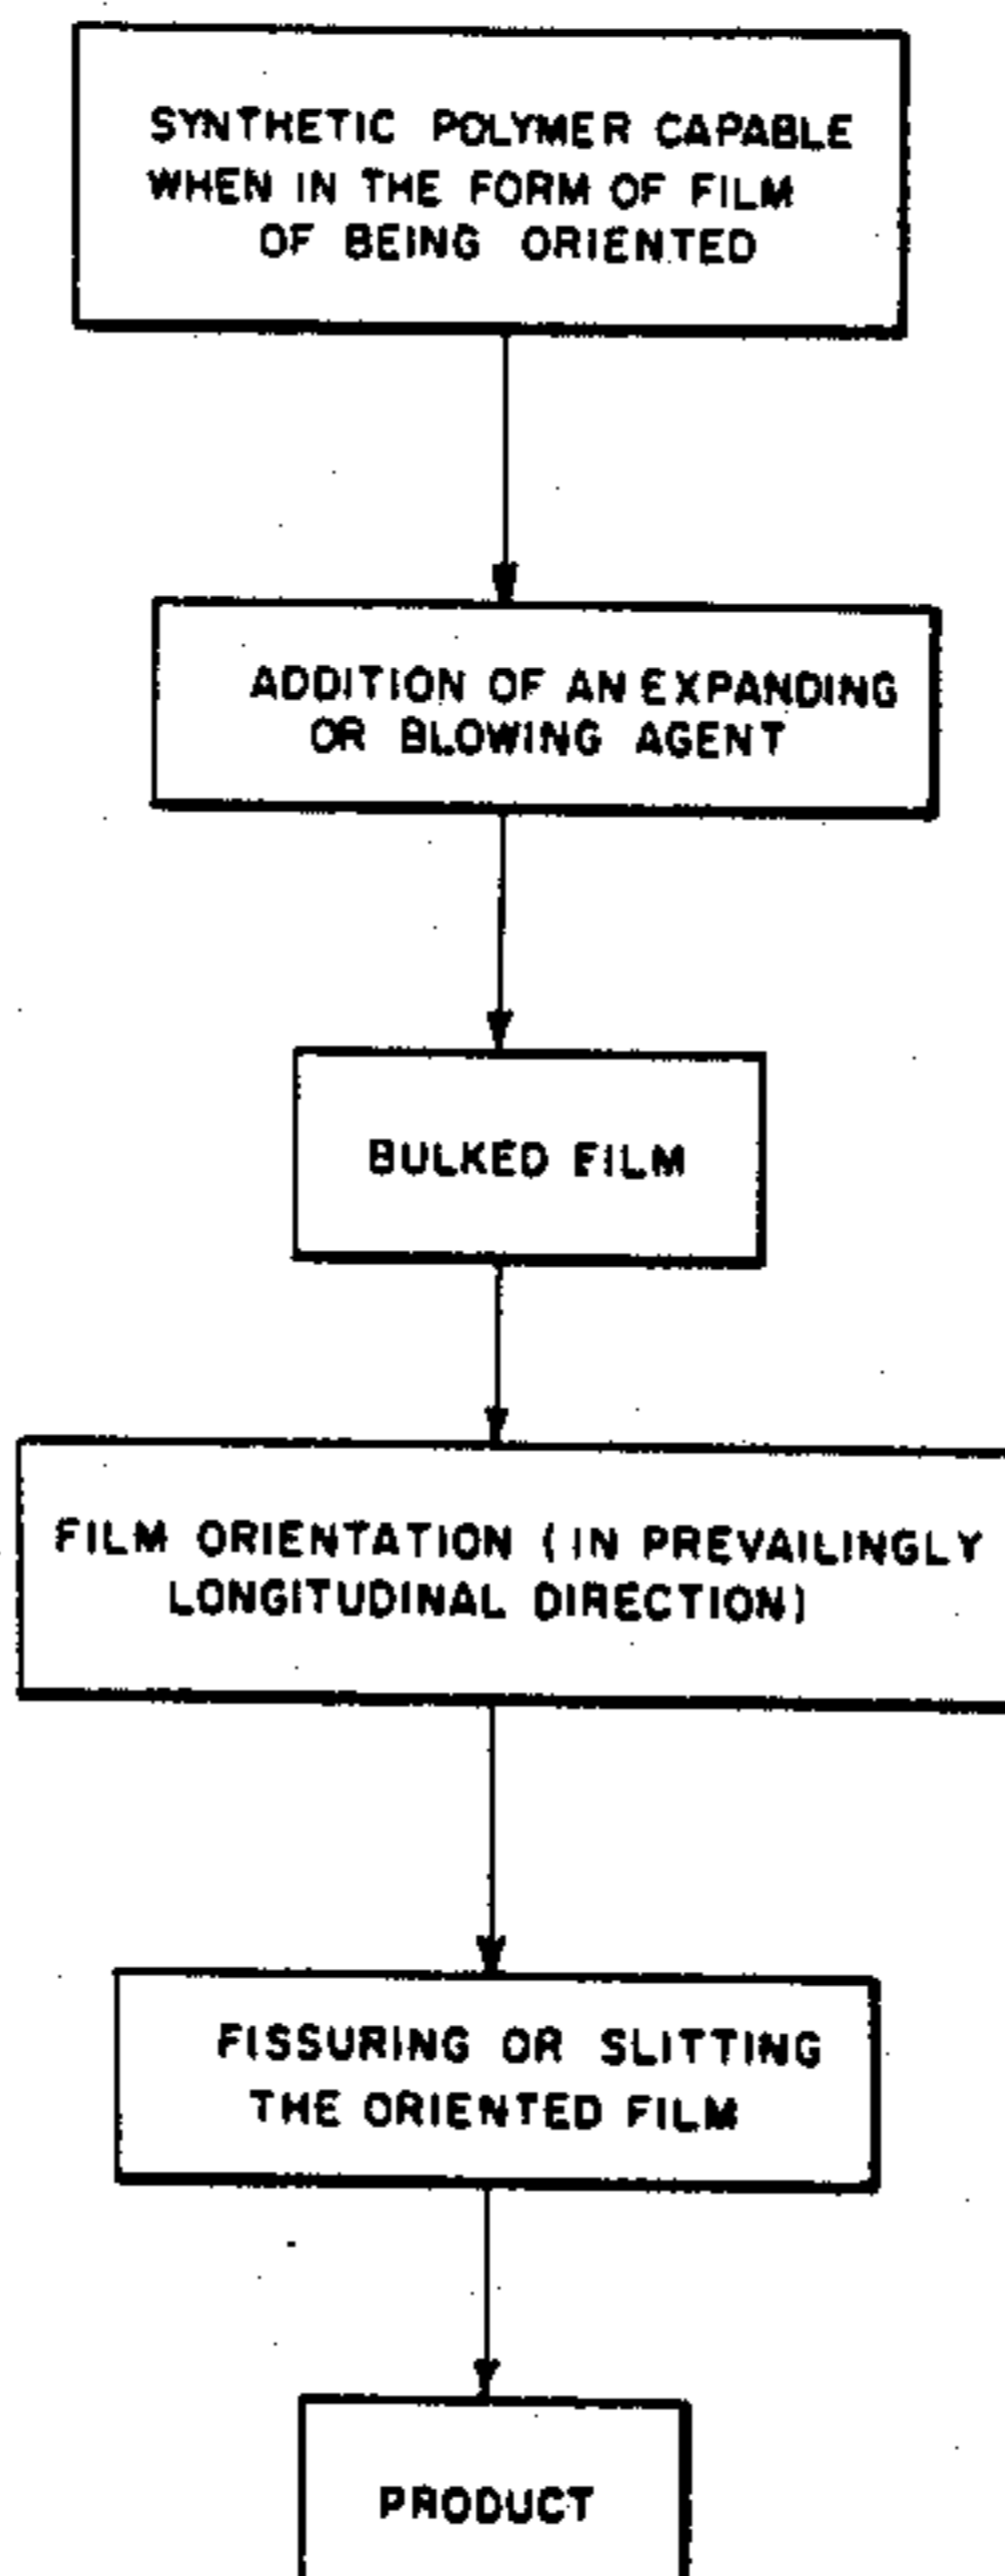 SYNTHETIC POLYMER CAPABLE
WHEN IN THE FORM OF FILM
OF BEING ORIENTED
ADDITION OF AN EXPANDING
OR BLOWING AGENT
BULKED FILM
FILM ORIENTATION (IN PREVAILINGLY
LONGITUDINAL DIRECTION)
FISSURING OR SLITTING
THE ORIENTED FILM
PRODUCT